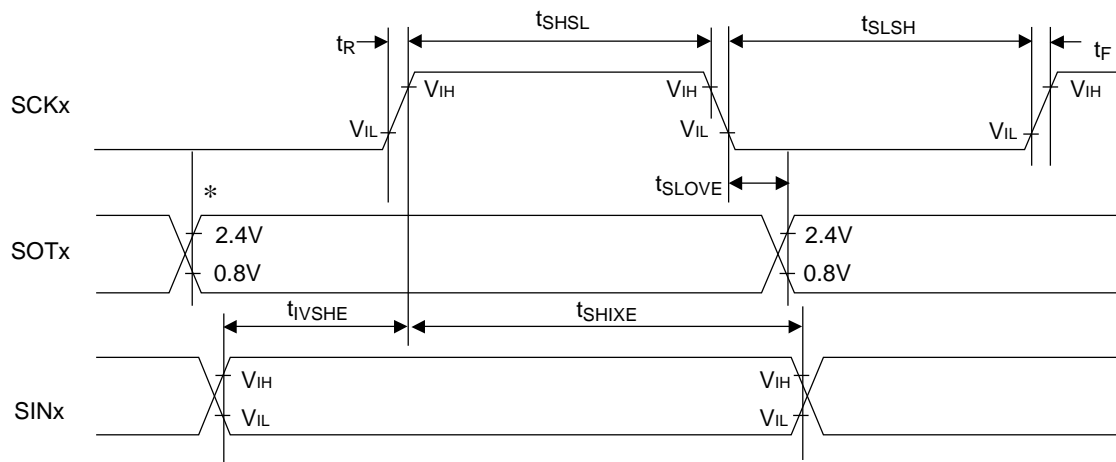 tR tSHSL tSLSH tF
SCKx VIH VIH VIH
VIL VIL VIL
* tSLOVE
SOTx 2.4V 2.4V
0.8V 0.8V
tIVSHE tSHIXE
SINx VIH VIH
VIL VIL